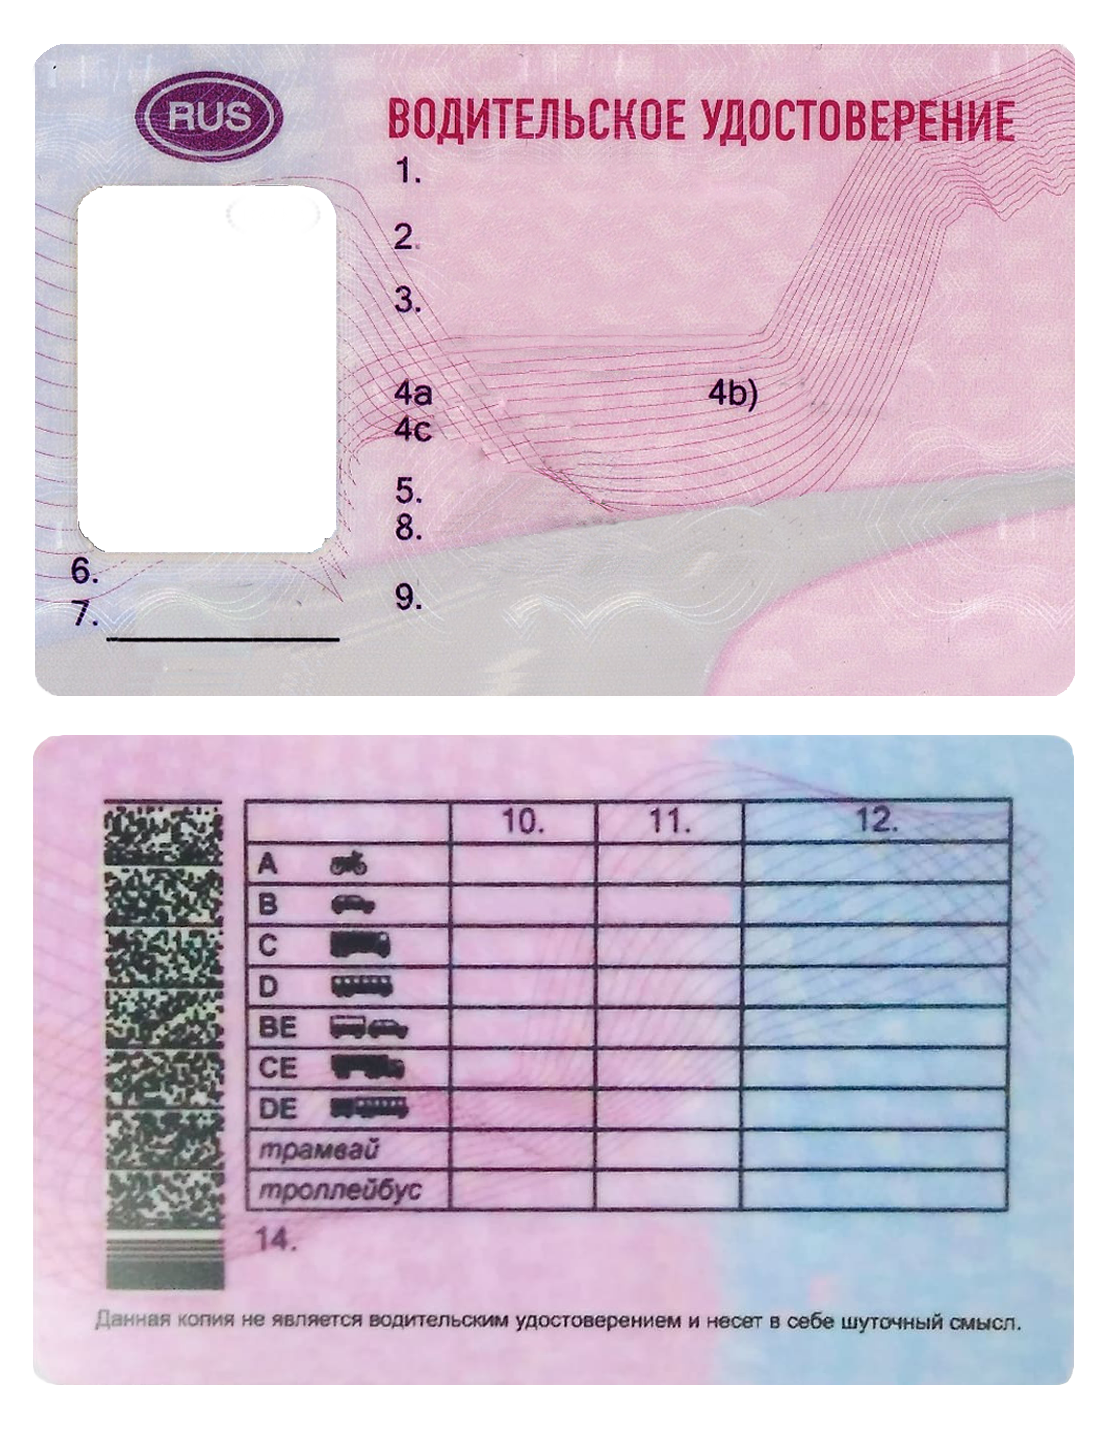 RUS
ВОДИТЕЛЬСКОЕ УДОСТОВЕРЕНИЕ
1.
2.
3.
4a 4b)
4c
5.
8.
6.
9.
7.
10. 11. 12.
A
B
C
D
BE
CE
DE
трамвай
троллейбус
14.
Данная копия не является водительским удостоверением и несет в себе шуточный смысл.